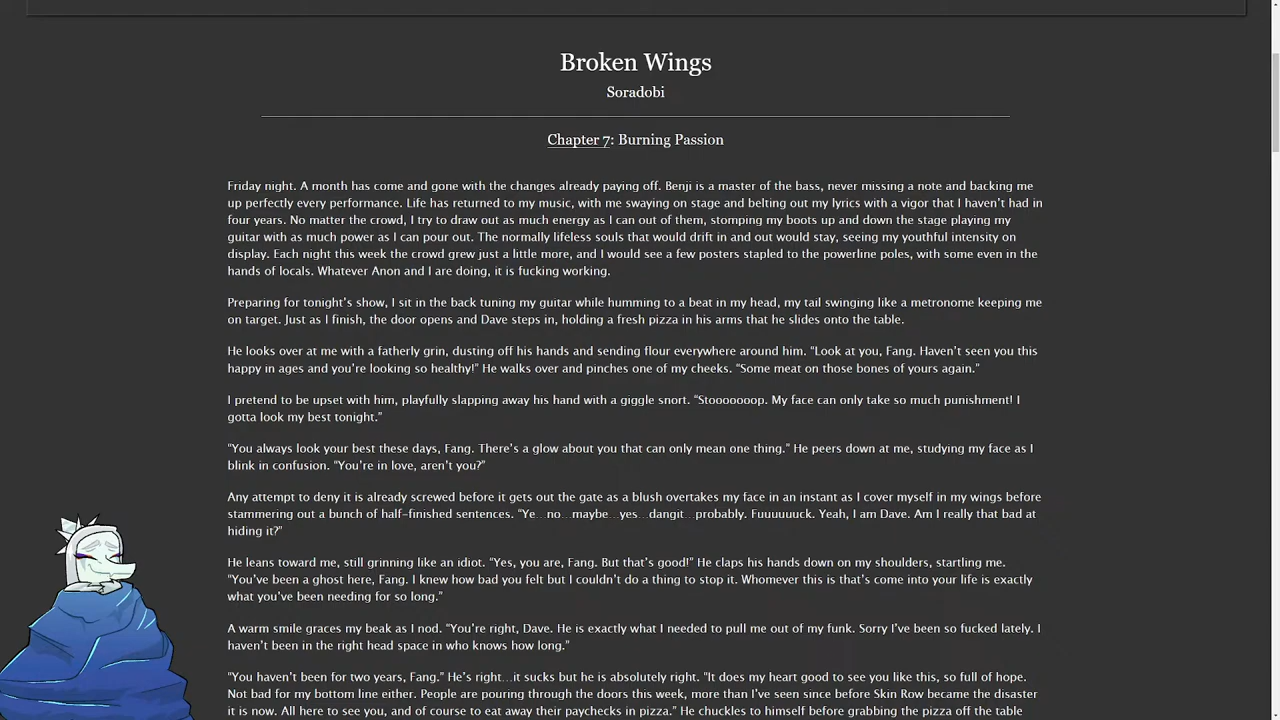 Broken Wings
Soradobi
Chapter 7: Burning Passion
Friday night. A month has come and gone with the changes already paying off. Benji is a master of the bass, never missing a note and backing me
up perfectly every performance. Life has returned to my music, with me swaying on stage and belting out my lyrics with a vigor that I haven’t had in
four years. No matter the crowd, I try to draw out as much energy as I can out of them, stomping my boots up and down the stage playing my
guitar with as much power as I can pour out. The normally lifeless souls that would drift in and out would stay, seeing my youthful intensity on
display. Each night this week the crowd grew just a little more, and I would see a few posters stapled to the powerline poles, with some even in the
hands of locals. Whatever Anon and I are doing, it is fucking working.
Preparing for tonight’s show, I sit in the back tuning my guitar while humming to a beat in my head, my tail swinging like a metronome keeping me
on target. Just as I finish, the door opens and Dave steps in, holding a fresh pizza in his arms that he slides onto the table.
He looks over at me with a fatherly grin, dusting off his hands and sending flour everywhere around him. “Look at you, Fang. Haven’t seen you this
happy in ages and you’re looking so healthy!” He walks over and pinches one of my cheeks. “Some meat on those bones of yours again.”
I pretend to be upset with him, playfully slapping away his hand with a giggle snort. “Stooooooop. My face can only take so much punishment! I
gotta look my best tonight.”
“You always look your best these days, Fang. There’s a glow about you that can only mean one thing.” He peers down at me, studying my face as I
blink in confusion. “You’re in love, aren’t you?”
Any attempt to deny it is already screwed before it gets out the gate as a blush overtakes my face in an instant as I cover myself in my wings before
stammering out a bunch of half-finished sentences. “Ye…no…maybe…yes…dangit…probably. Fuuuuuuck. Yeah, I am Dave. Am I really that bad at
hiding it?”
He leans toward me, still grinning like an idiot. “Yes, you are, Fang. But that’s good!” He claps his hands down on my shoulders, startling me.
“You’ve been a ghost here, Fang. I knew how bad you felt but I couldn’t do a thing to stop it. Whomever this is that’s come into your life is exactly
what you’ve been needing for so long.”
A warm smile graces my beak as I nod. “You’re right, Dave. He is exactly what I needed to pull me out of my funk. Sorry I’ve been so fucked lately. I
haven’t been in the right head space in who knows how long.”
“You haven’t been for two years, Fang.” He’s right…it sucks but he is absolutely right. “It does my heart good to see you like this, so full of hope.
Not bad for my bottom line either. People are pouring through the doors this week, more than I’ve seen since before Skin Row became the disaster
it is now. All here to see you, and of course to eat away their paychecks in pizza.” He chuckles to himself before grabbing the pizza off the table